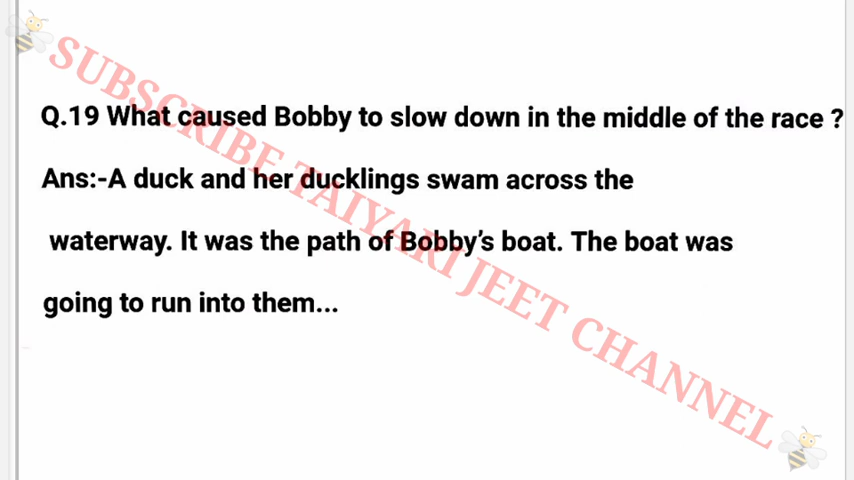 Q.19 What caused Bobby to slow down in the middle of the race ?
Ans:-A duck and her ducklings swam across the
waterway. It was the path of Bobby’s boat. The boat was
going to run into them...
SUBSCRIBE TAIYARI JEET CHANNEL